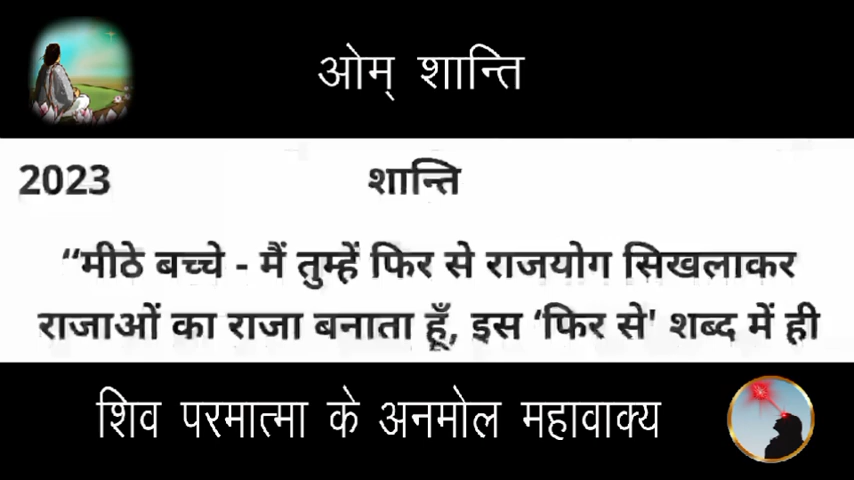 ओम् शान्ति
2023 शान्ति
“मीठे बच्चे - मैं तुम्हें फिर से राजयोग सिखलाकर
राजाओं का राजा बनाता हूँ, इस ‘फिर से' शब्द में ही
शिव परमात्मा के अनमोल महावाक्य